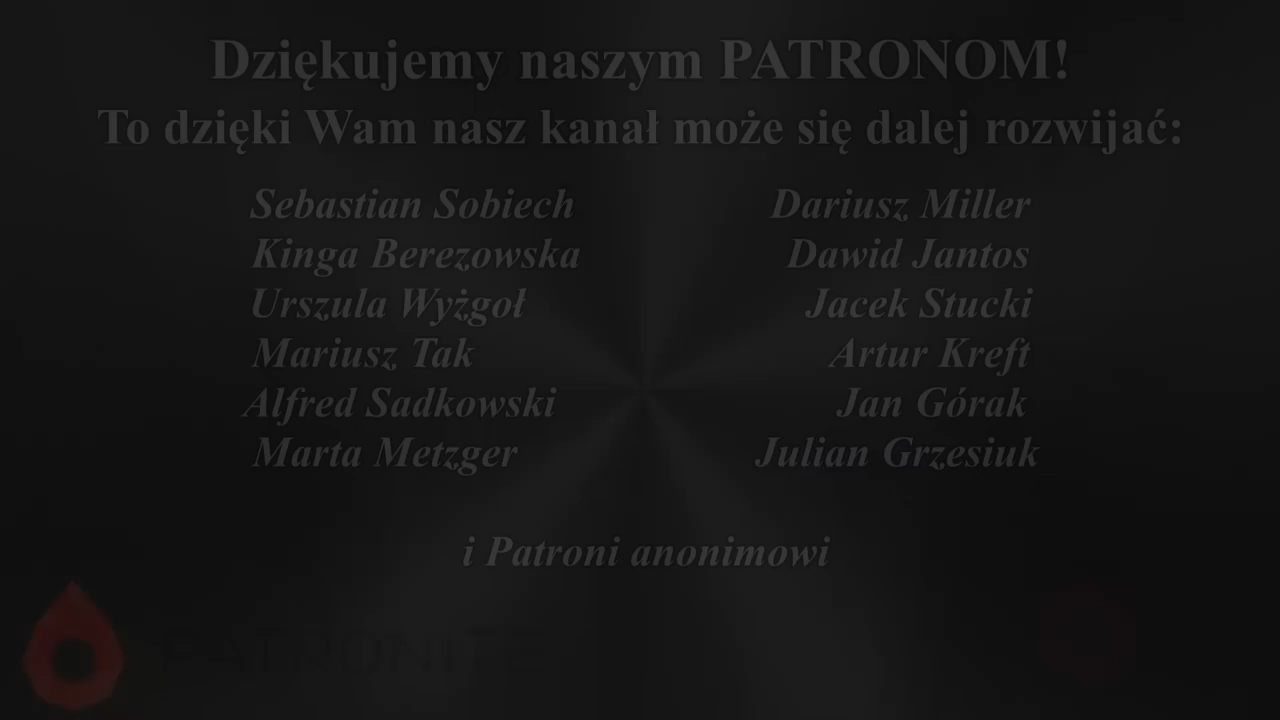 Dziękujemy naszym PATRONOM!
To dzięki Wam nasz kanał może się dalej rozwijać:
Sebastian Sobiech
Dariusz Miller
Kinga Berezowska
Dawid Jantos
Urszula Wyżgoł
Jacek Stucki
Mariusz Tak
Artur Kreft
Alfred Sadkowski
Jan Górak
Marta Metzger
Julian Grzesiuk
i Patroni anonimowi
PATRONITE